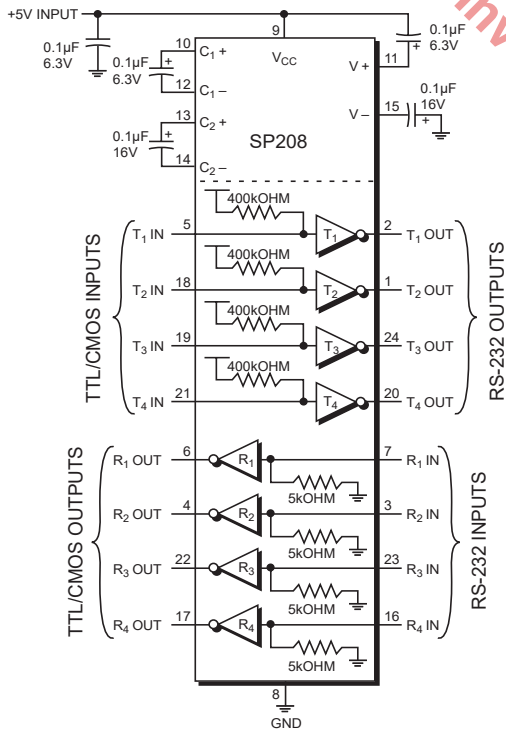 +5V INPUT
0.1µF
6.3V
10
C1 +
0.1µF
6.3V
12
C1 –
13
C2 +
0.1µF
16V
14
C2 –
9
VCC
0.1µF
6.3V
V +
11
V –
15
0.1µF
16V
SP208
TTL/CMOS INPUTS
RS-232 OUTPUTS
400kOHM
T1 IN 5 T1 2 T1 OUT
400kOHM
T2 IN 18 T2 1 T2 OUT
400kOHM
T3 IN 19 T3 24 T3 OUT
400kOHM
T4 IN 21 T4 20 T4 OUT
TTL/CMOS OUTPUTS
RS-232 INPUTS
R1 OUT 6 R1 7 R1 IN
5kOHM
R2 OUT 4 R2 3 R2 IN
5kOHM
R3 OUT 22 R3 23 R3 IN
5kOHM
R4 OUT 17 R4 16 R4 IN
5kOHM
8
GND